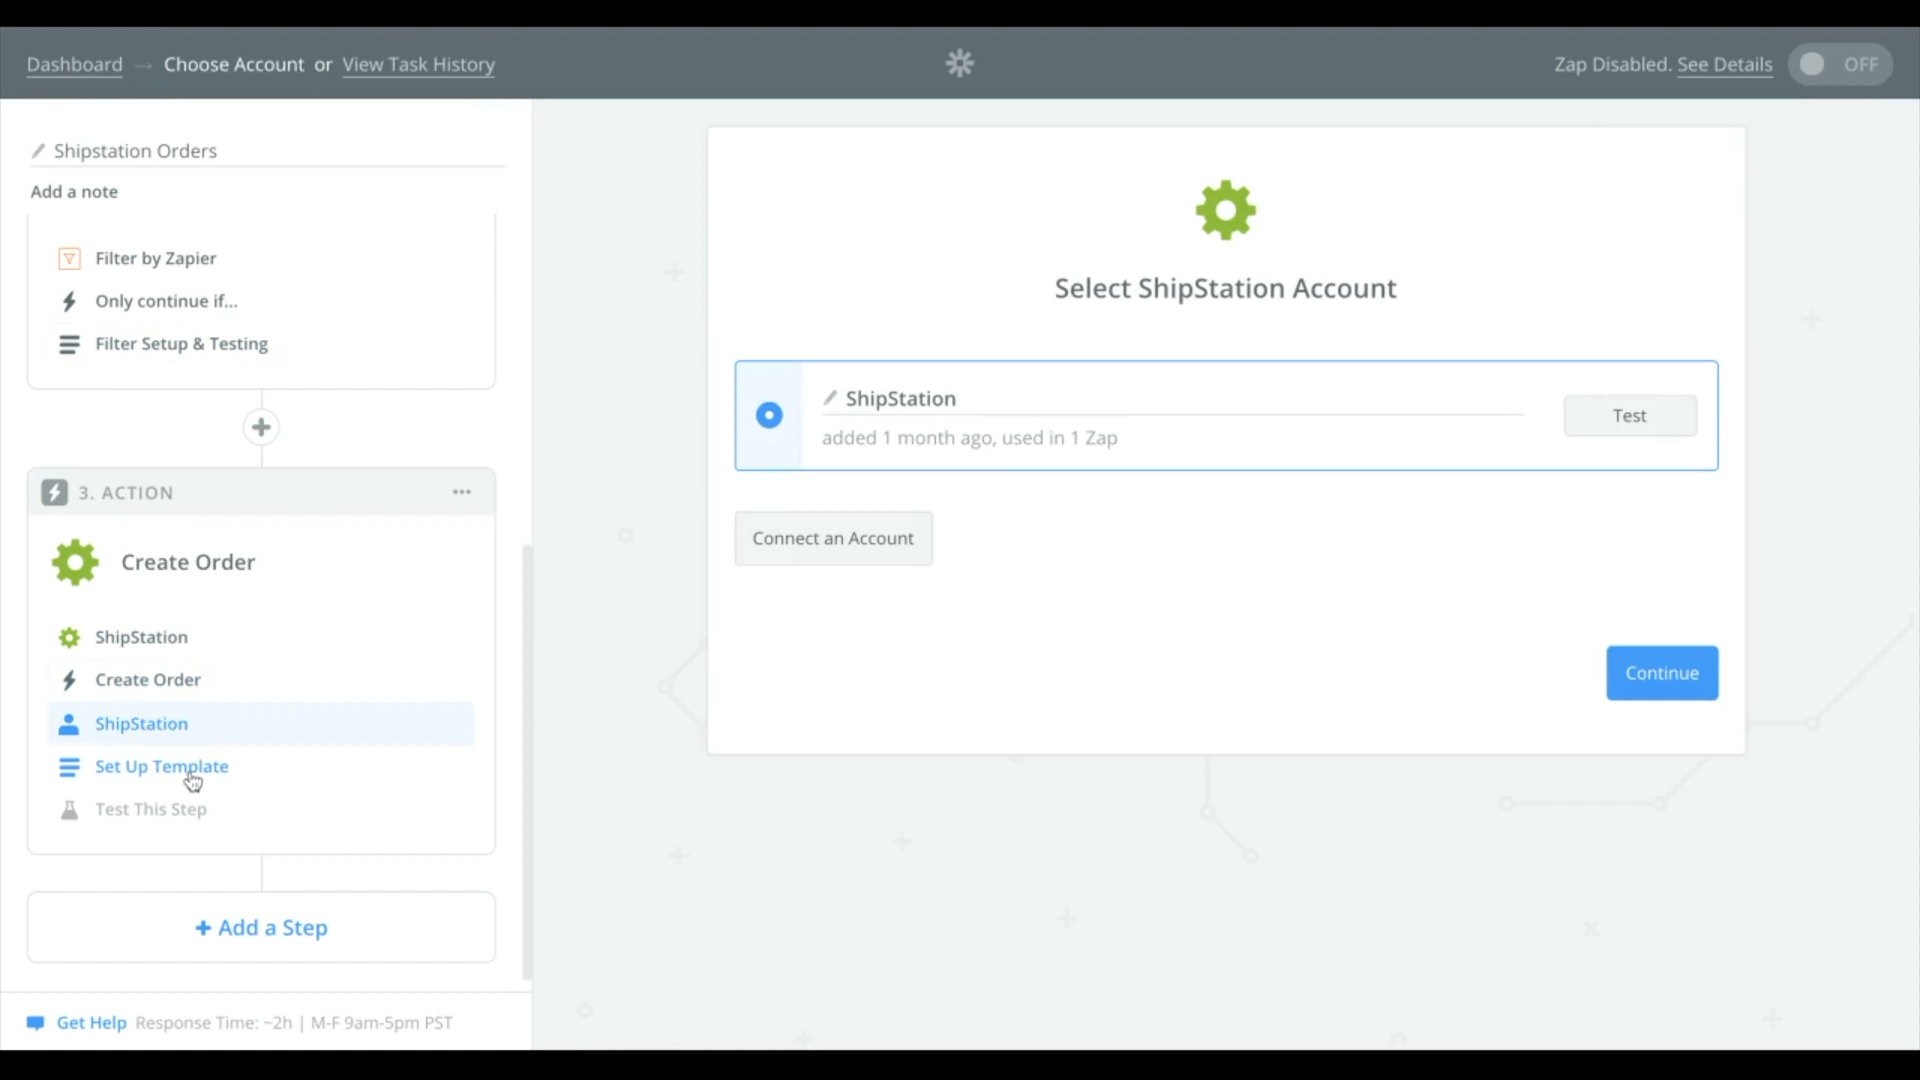 Dashboard → Choose Account or View Task History
Zap Disabled. See Details OFF
Shipstation Orders
Add a note
Filter by Zapier
Only continue if...
Filter Setup & Testing
3. ACTION
Create Order
ShipStation
Create Order
ShipStation
Set Up Template
Test This Step
+ Add a Step
Get Help Response Time: ~2h | M-F 9am-5pm PST
Select ShipStation Account
ShipStation
added 1 month ago, used in 1 Zap
Test
Connect an Account
Continue